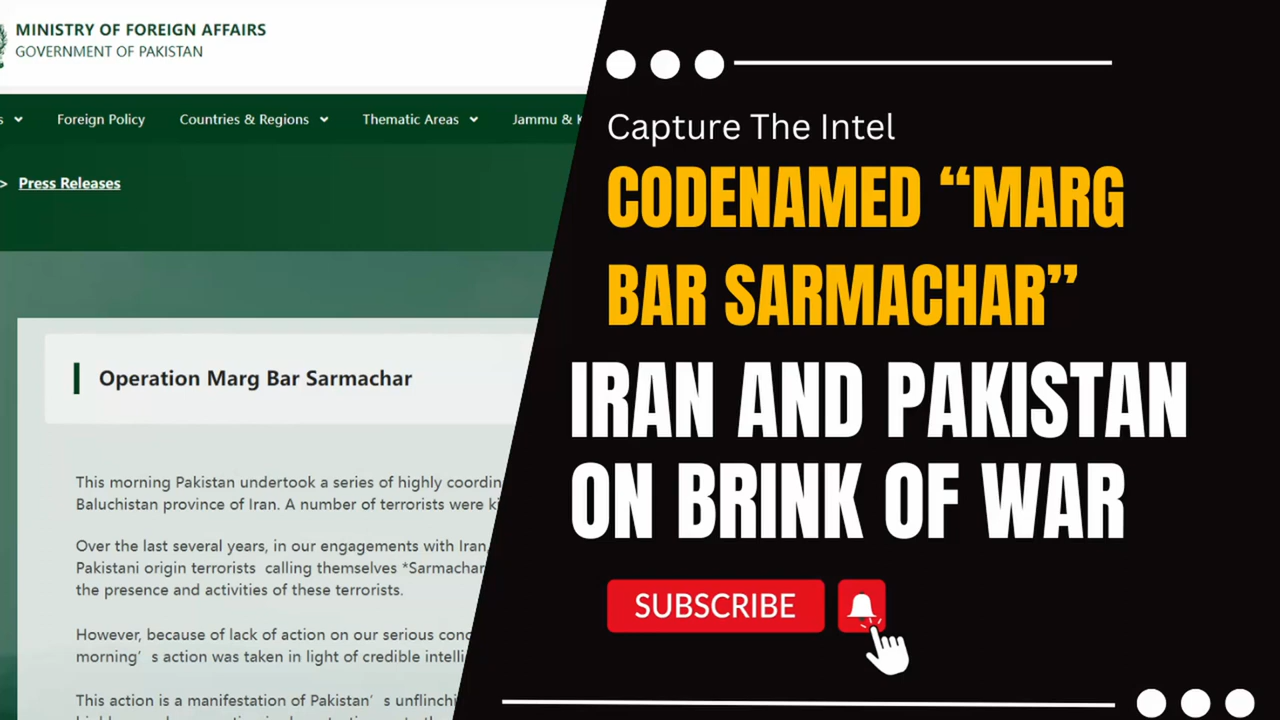 MINISTRY OF FOREIGN AFFAIRS
GOVERNMENT OF PAKISTAN
s
Foreign Policy
Countries & Regions
Thematic Areas
Jammu & K
> Press Releases
Operation Marg Bar Sarmachar
This morning Pakistan undertook a series of highly coordin
Baluchistan province of Iran. A number of terrorists were ki
Over the last several years, in our engagements with Iran,
Pakistani origin terrorists calling themselves *Sarmachar
the presence and activities of these terrorists.
However, because of lack of action on our serious conc
morning’ s action was taken in light of credible intelli
This action is a manifestation of Pakistan’ s unflinchi
Capture The Intel
CODENAMED “MARG
BAR SARMACHAR”
IRAN AND PAKISTAN
ON BRINK OF WAR
SUBSCRIBE